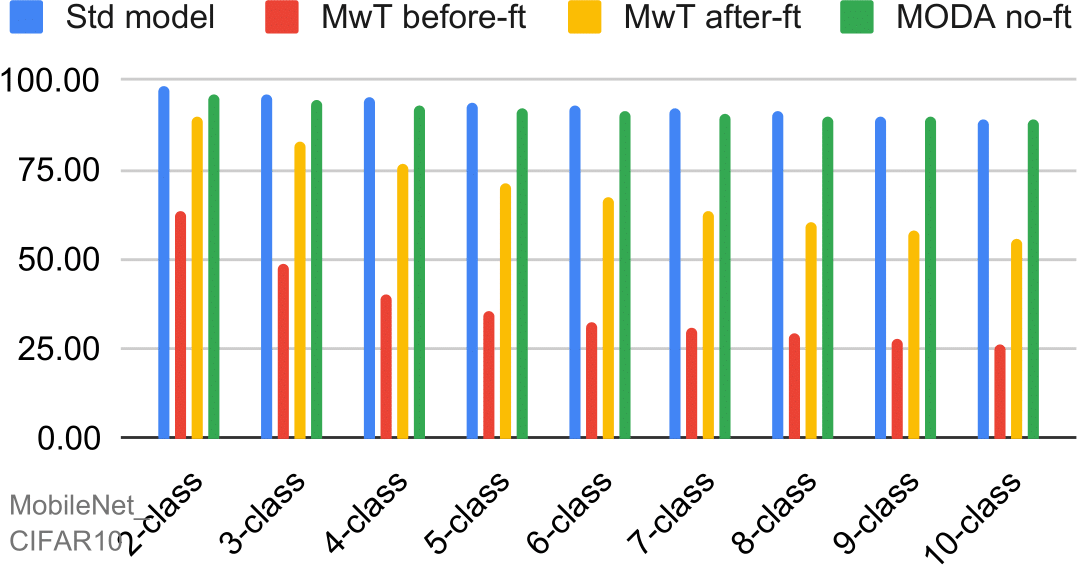 Std model MwT before-ft MwT after-ft MODA no-ft
100.00
75.00
50.00
25.00
0.00
2-class 3-class 4-class 5-class 6-class 7-class 8-class 9-class 10-class
MobileNet_
CIFAR10